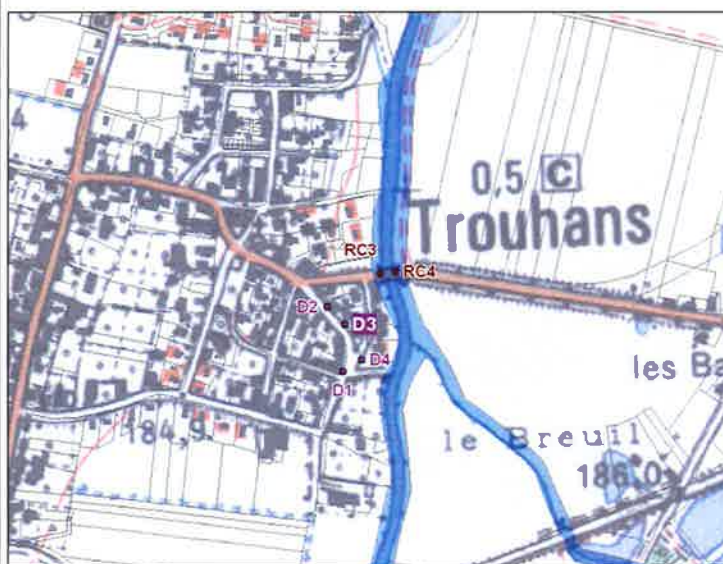 0,5 C
Trouhans
RC3
RC4
D2
D3
D4
D1
les Ba
184,9
le Breuil
186,0